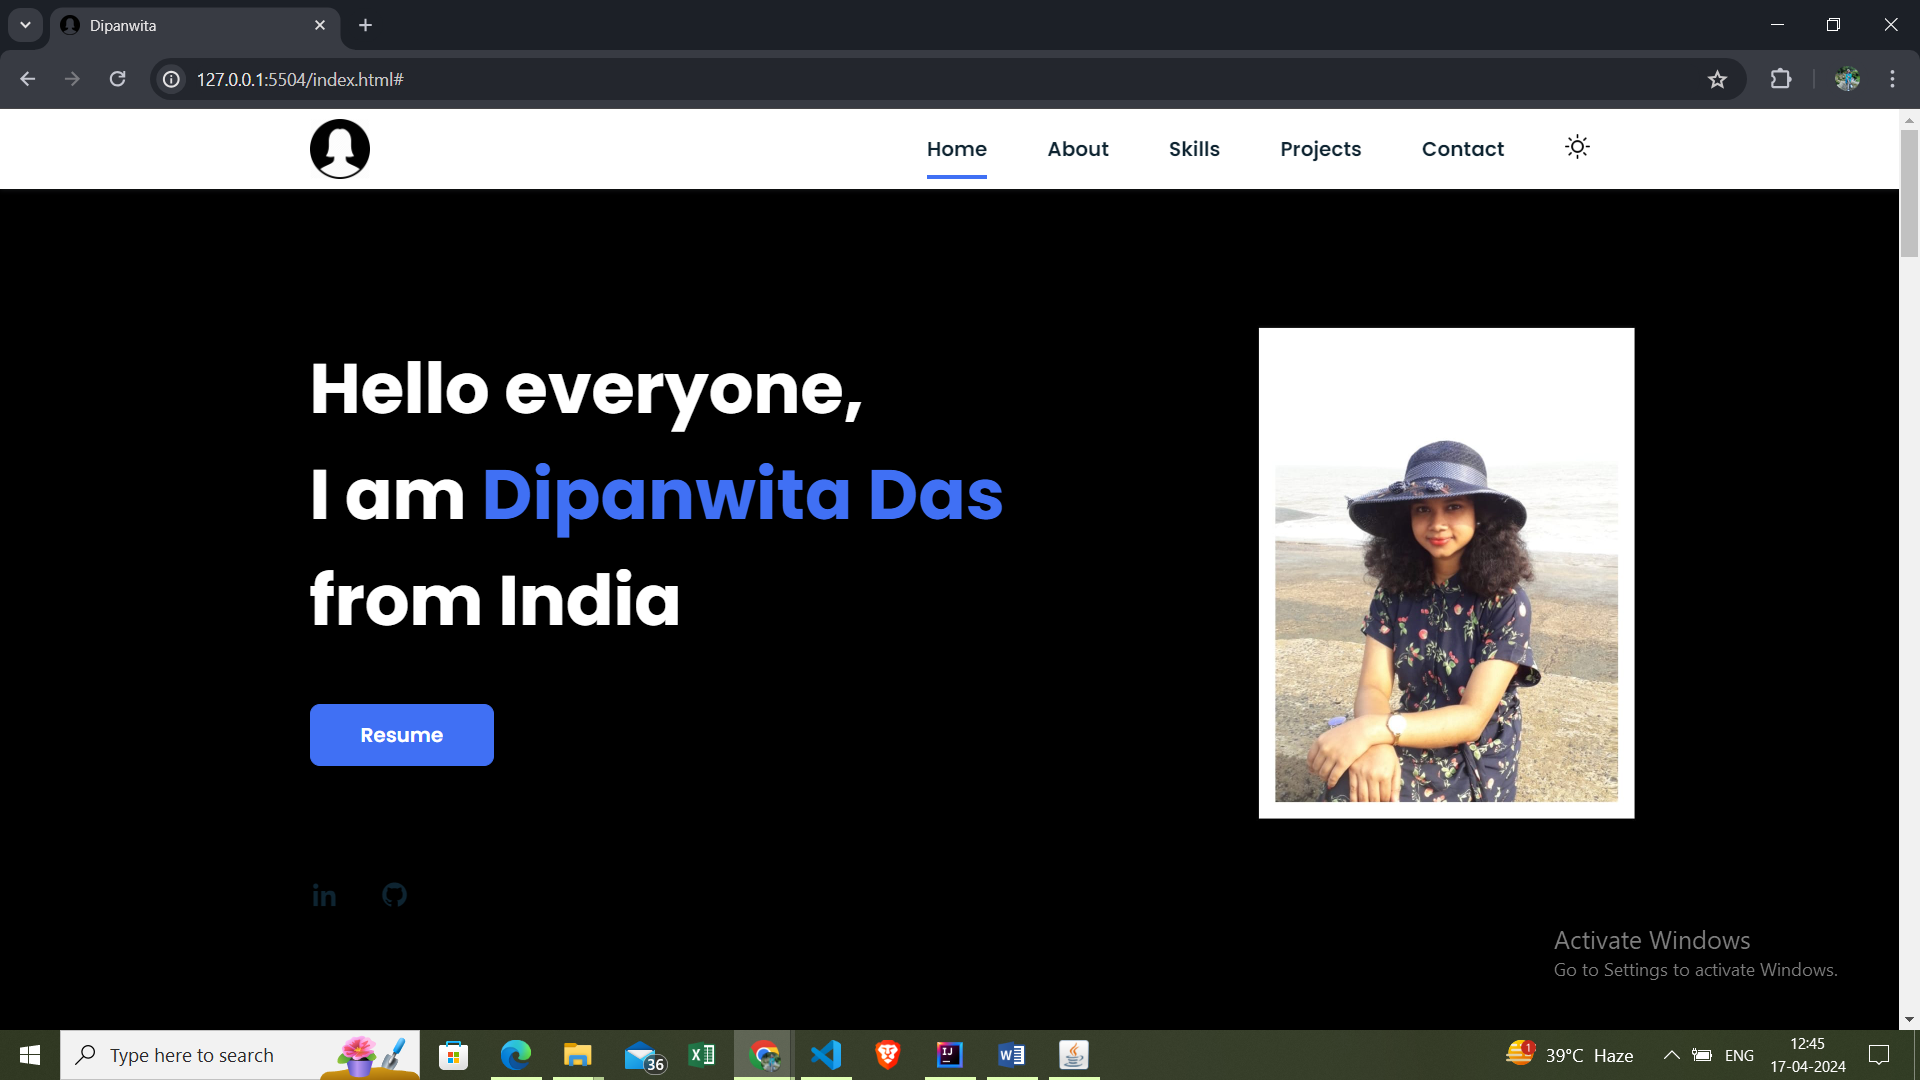 Dipanwita
127.0.0.1:5504/index.html#
Home About Skills Projects Contact
Hello everyone,
I am Dipanwita Das
from India
Resume
in
Activate Windows
Go to Settings to activate Windows.
Type here to search
36
1
39°C Haze
ENG
12:45
17-04-2024